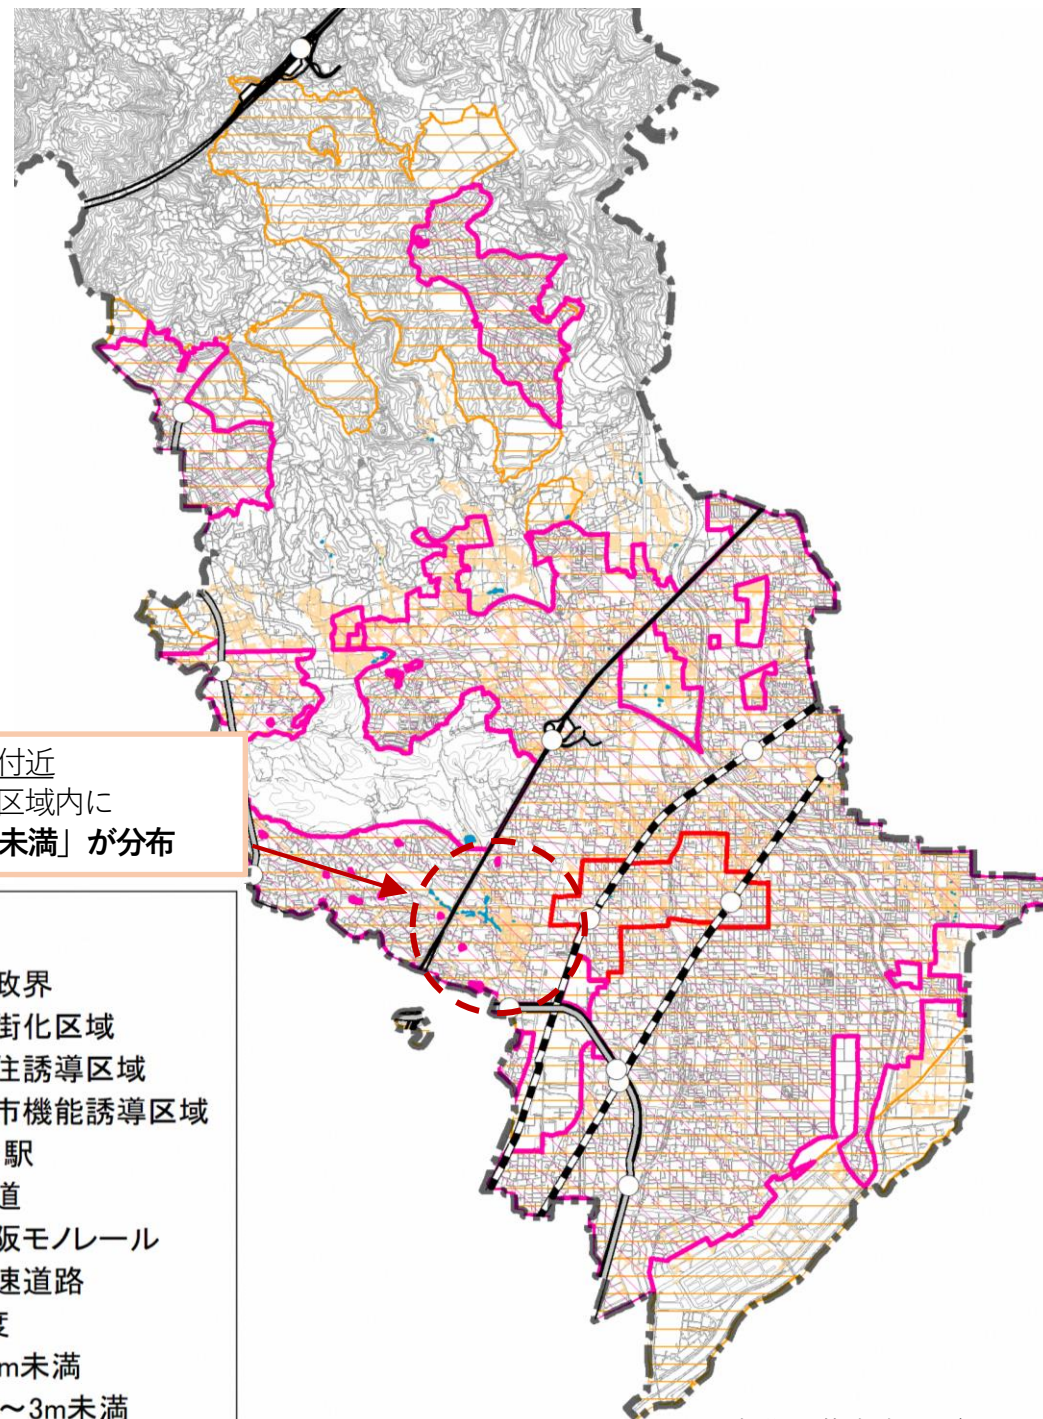 付近
区域内に
未満」が分布
政界
街化区域
住誘導区域
市機能誘導区域
駅
道
阪モノレール
速道路
度
m未満
～3m未満